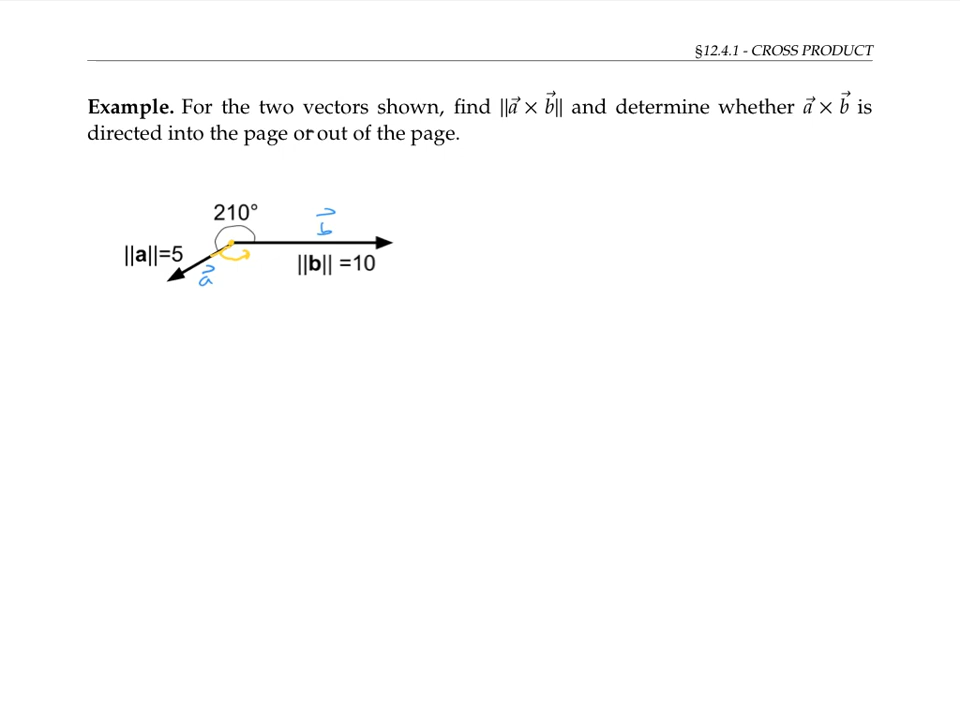 §12.4.1 - CROSS PRODUCT
Example. For the two vectors shown, find ||a⃗ × b⃗|| and determine whether a⃗ × b⃗ is
directed into the page or out of the page.
210°
b⃗
||a||=5
||b|| =10
a⃗